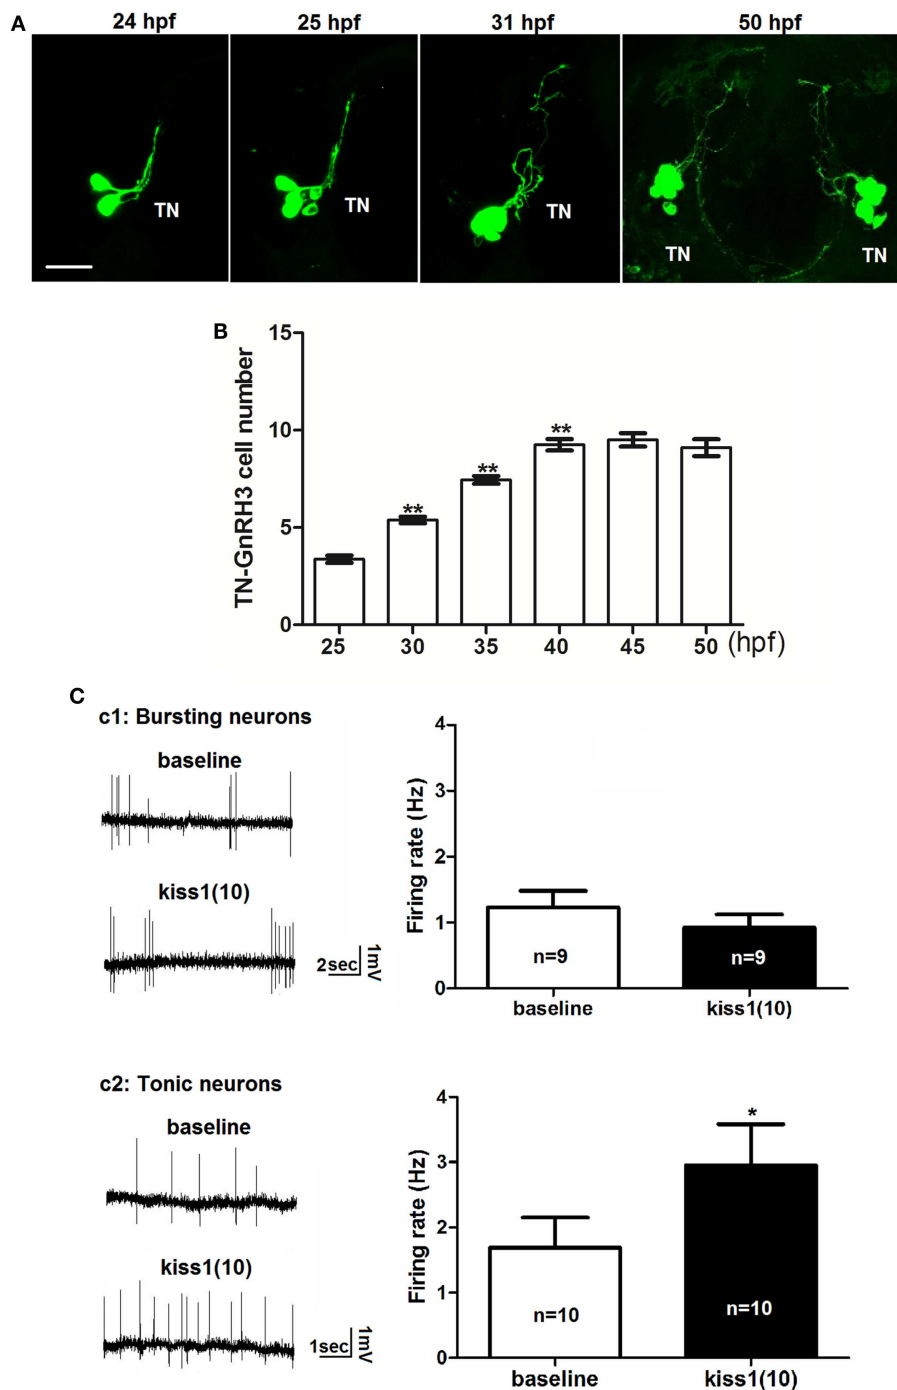 A
24 hpf 25 hpf 31 hpf 50 hpf
TN TN TN TN TN
B
TN-GnRH3 cell number
15
10
5
0
** ** **
25 30 35 40 45 50 (hpf)
C
c1: Bursting neurons
baseline
kiss1(10)
2sec 1mV
Firing rate (Hz)
4
3
2
1
0
n=9 n=9
baseline kiss1(10)
c2: Tonic neurons
baseline
kiss1(10)
1sec 1mV
Firing rate (Hz)
4
3
2
1
0
*
n=10 n=10
baseline kiss1(10)